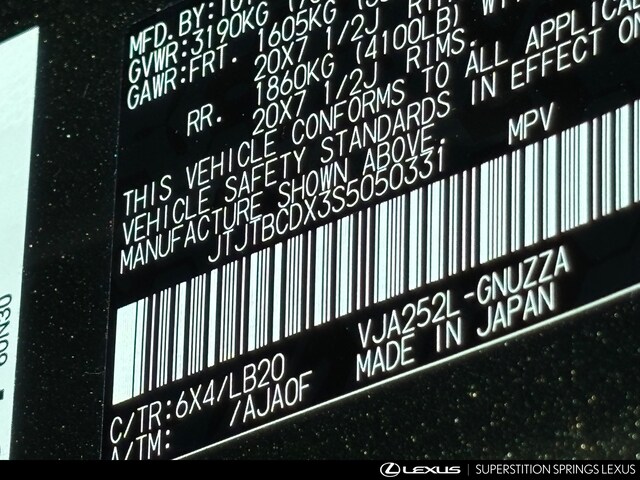 MFD.BY:
GVWR:3190KG
GAWR:FRT. 1605KG
20X7 1/2J RIMS.
RR. 1860KG (4100LB)
20X7 1/2J RIMS.
THIS VEHICLE CONFORMS TO ALL
VEHICLE SAFETY STANDARDS IN EFFECT
MANUFACTURE SHOWN ABOVE.
JTJTBCDX3S5050331 MPV
VJA252L-GNUZZA
C/TR:6X4/LB20 MADE IN JAPAN
A/TM: /AJA0F
60N30
LEXUS | SUPERSTITION SPRINGS LEXUS